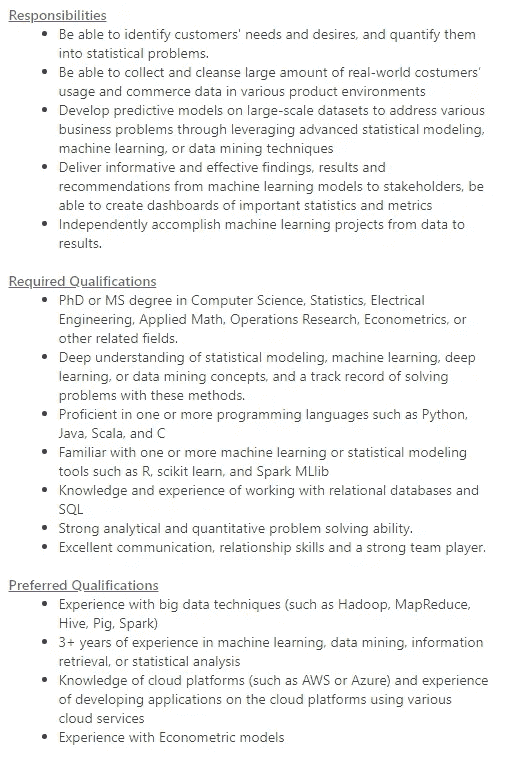 Responsibilities
• Be able to identify customers' needs and desires, and quantify them
into statistical problems.
• Be able to collect and cleanse large amount of real-world costumers'
usage and commerce data in various product environments
• Develop predictive models on large-scale datasets to address various
business problems through leveraging advanced statistical modeling,
machine learning, or data mining techniques
• Deliver informative and effective findings, results and
recommendations from machine learning models to stakeholders, be
able to create dashboards of important statistics and metrics
• Independently accomplish machine learning projects from data to
results.
Required Qualifications
• PhD or MS degree in Computer Science, Statistics, Electrical
Engineering, Applied Math, Operations Research, Econometrics, or
other related fields.
• Deep understanding of statistical modeling, machine learning, deep
learning, or data mining concepts, and a track record of solving
problems with these methods.
• Proficient in one or more programming languages such as Python,
Java, Scala, and C
• Familiar with one or more machine learning or statistical modeling
tools such as R, scikit learn, and Spark MLlib
• Knowledge and experience of working with relational databases and
SQL
• Strong analytical and quantitative problem solving ability.
• Excellent communication, relationship skills and a strong team player.
Preferred Qualifications
• Experience with big data techniques (such as Hadoop, MapReduce,
Hive, Pig, Spark)
• 3+ years of experience in machine learning, data mining, information
retrieval, or statistical analysis
• Knowledge of cloud platforms (such as AWS or Azure) and experience
of developing applications on the cloud platforms using various
cloud services
• Experience with Econometric models